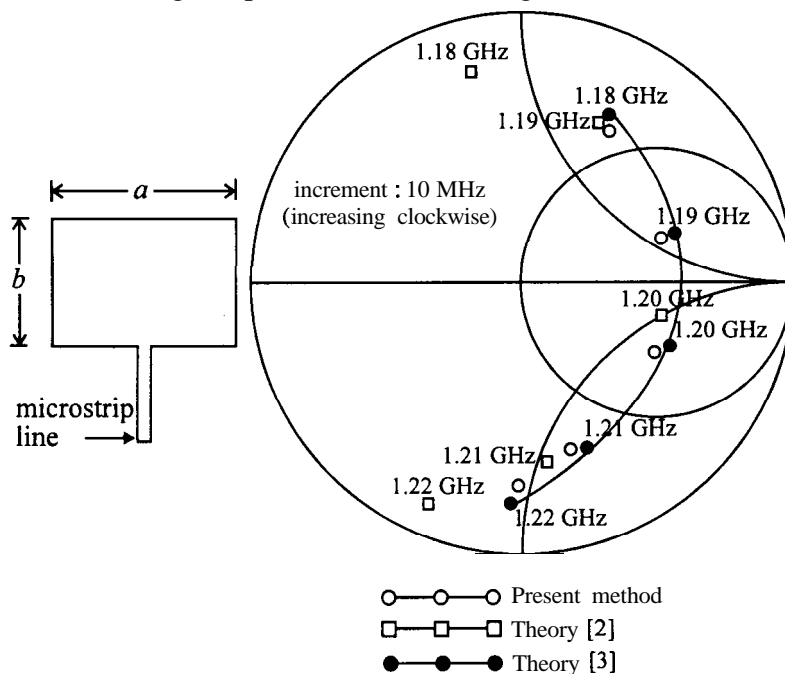 1.18 GHz
1.18 GHz
1.19 GHz
a
increment : 10 MHz
(increasing clockwise)
1.19 GHz
b
1.20 GHz
1.20 GHz
microstrip
line
1.21 GHz
1.21 GHz
1.22 GHz
1.22 GHz
Present method
Theory [2]
Theory [3]